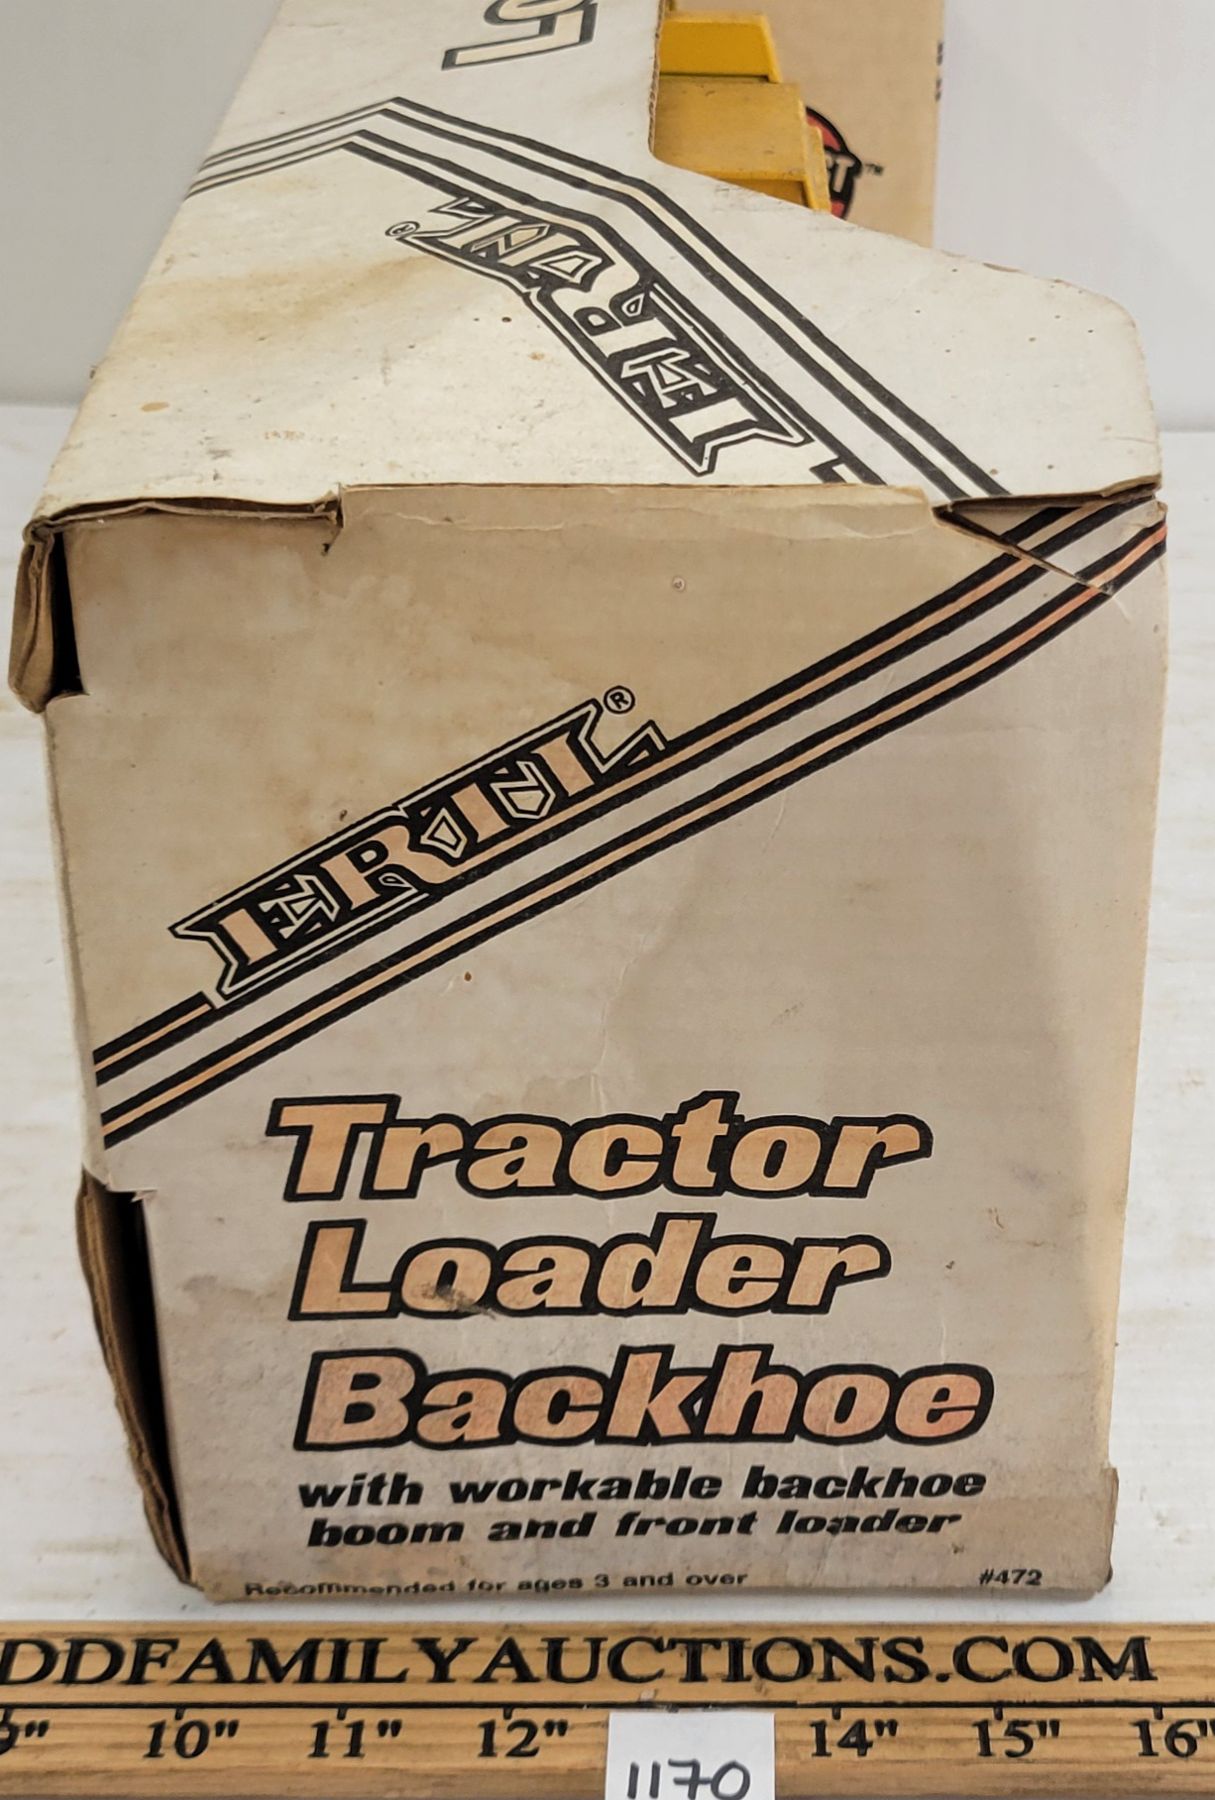 ERTL®
ERTL®
Tractor
Loader
Backhoe
with workable backhoe
boom and front loader
Recommended for ages 3 and over #472
DDFAMILYAUCTIONS.COM
9" 10" 11" 12" 14" 15" 16"
1170